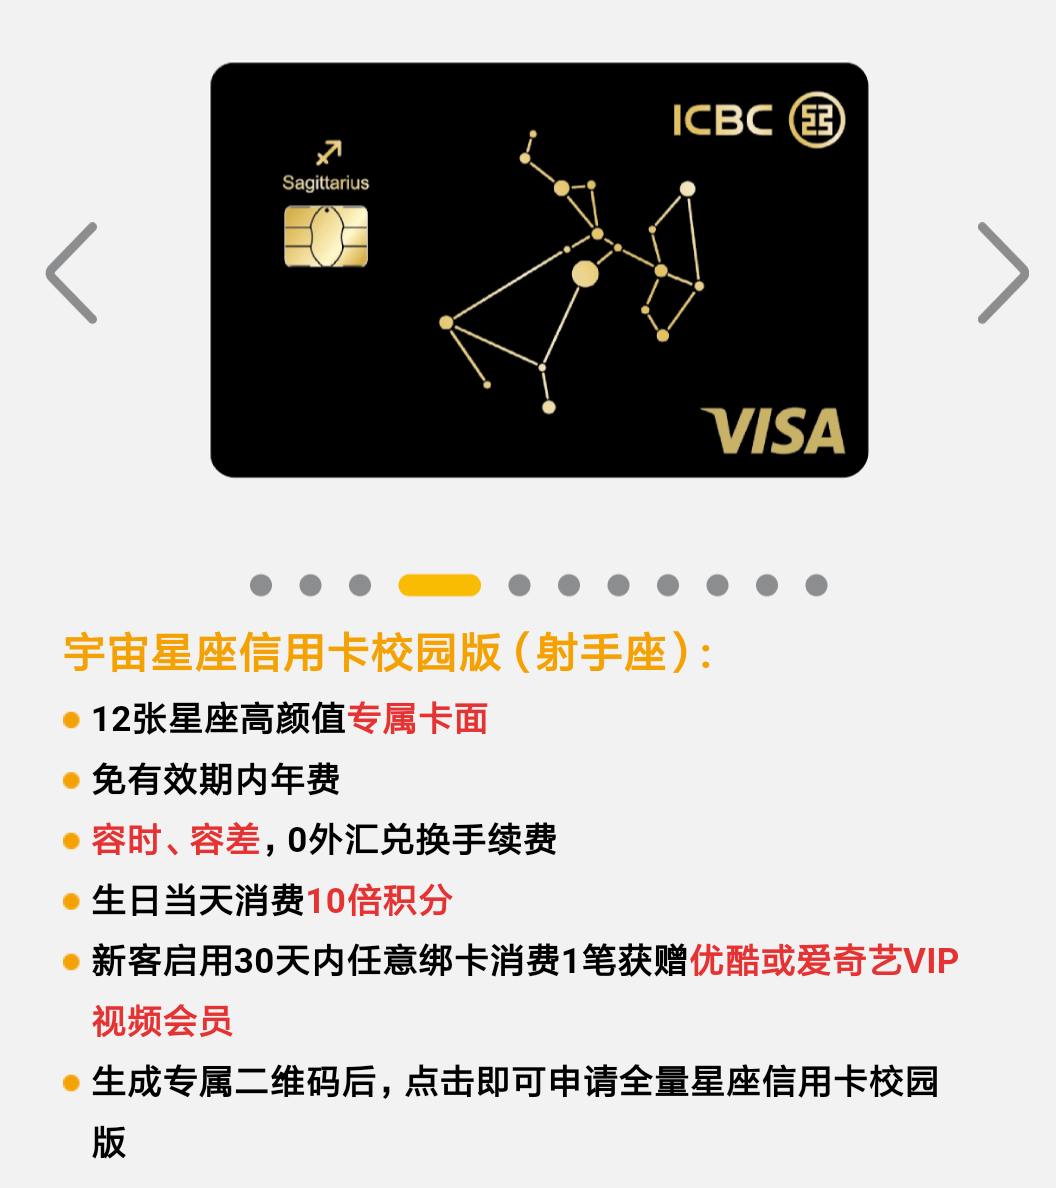 ICBC
Sagittarius
VISA
宇宙星座信用卡校园版（射手座）:
12张星座高颜值专属卡面
免有效期内年费
容时、容差，0外汇兑换手续费
生日当天消费10倍积分
新客启用30天内任意绑卡消费1笔获赠优酷或爱奇艺VIP
视频会员
生成专属二维码后，点击即可申请全量星座信用卡校园
版